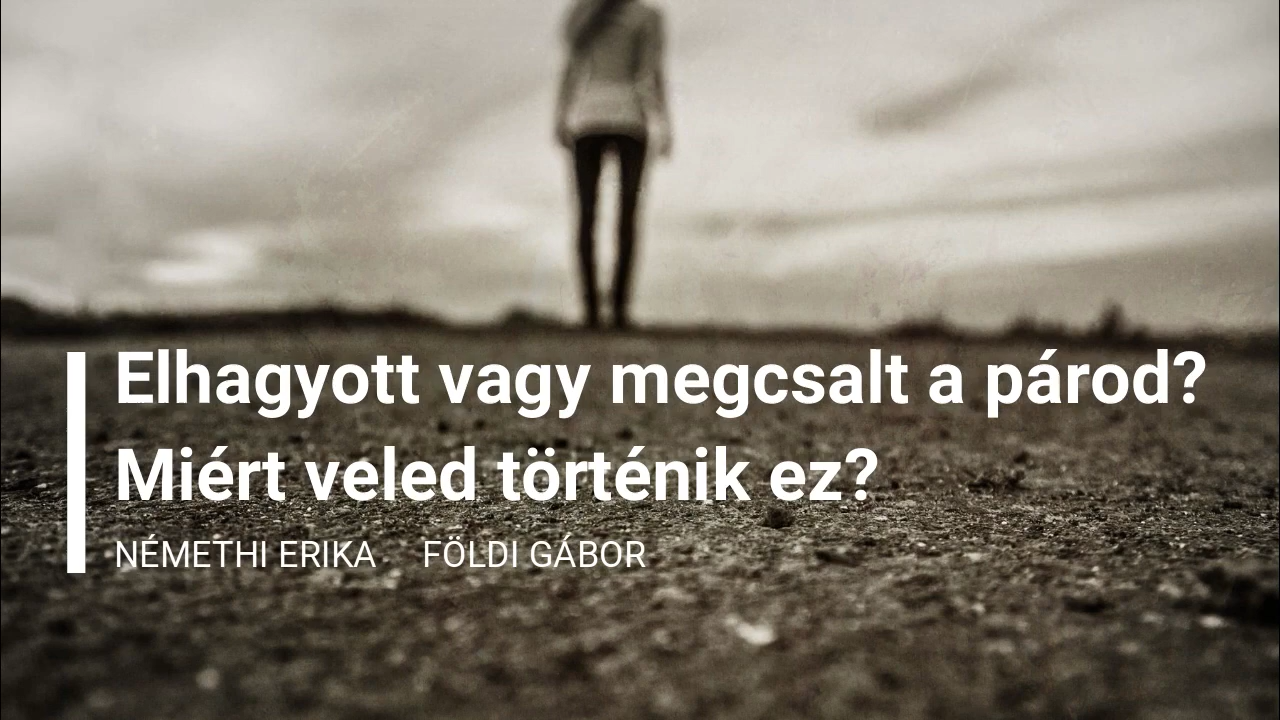 Elhagyott vagy megcsalt a párod?
Miért veled történik ez?
NÉMETHI ERIKA FÖLDI GÁBOR